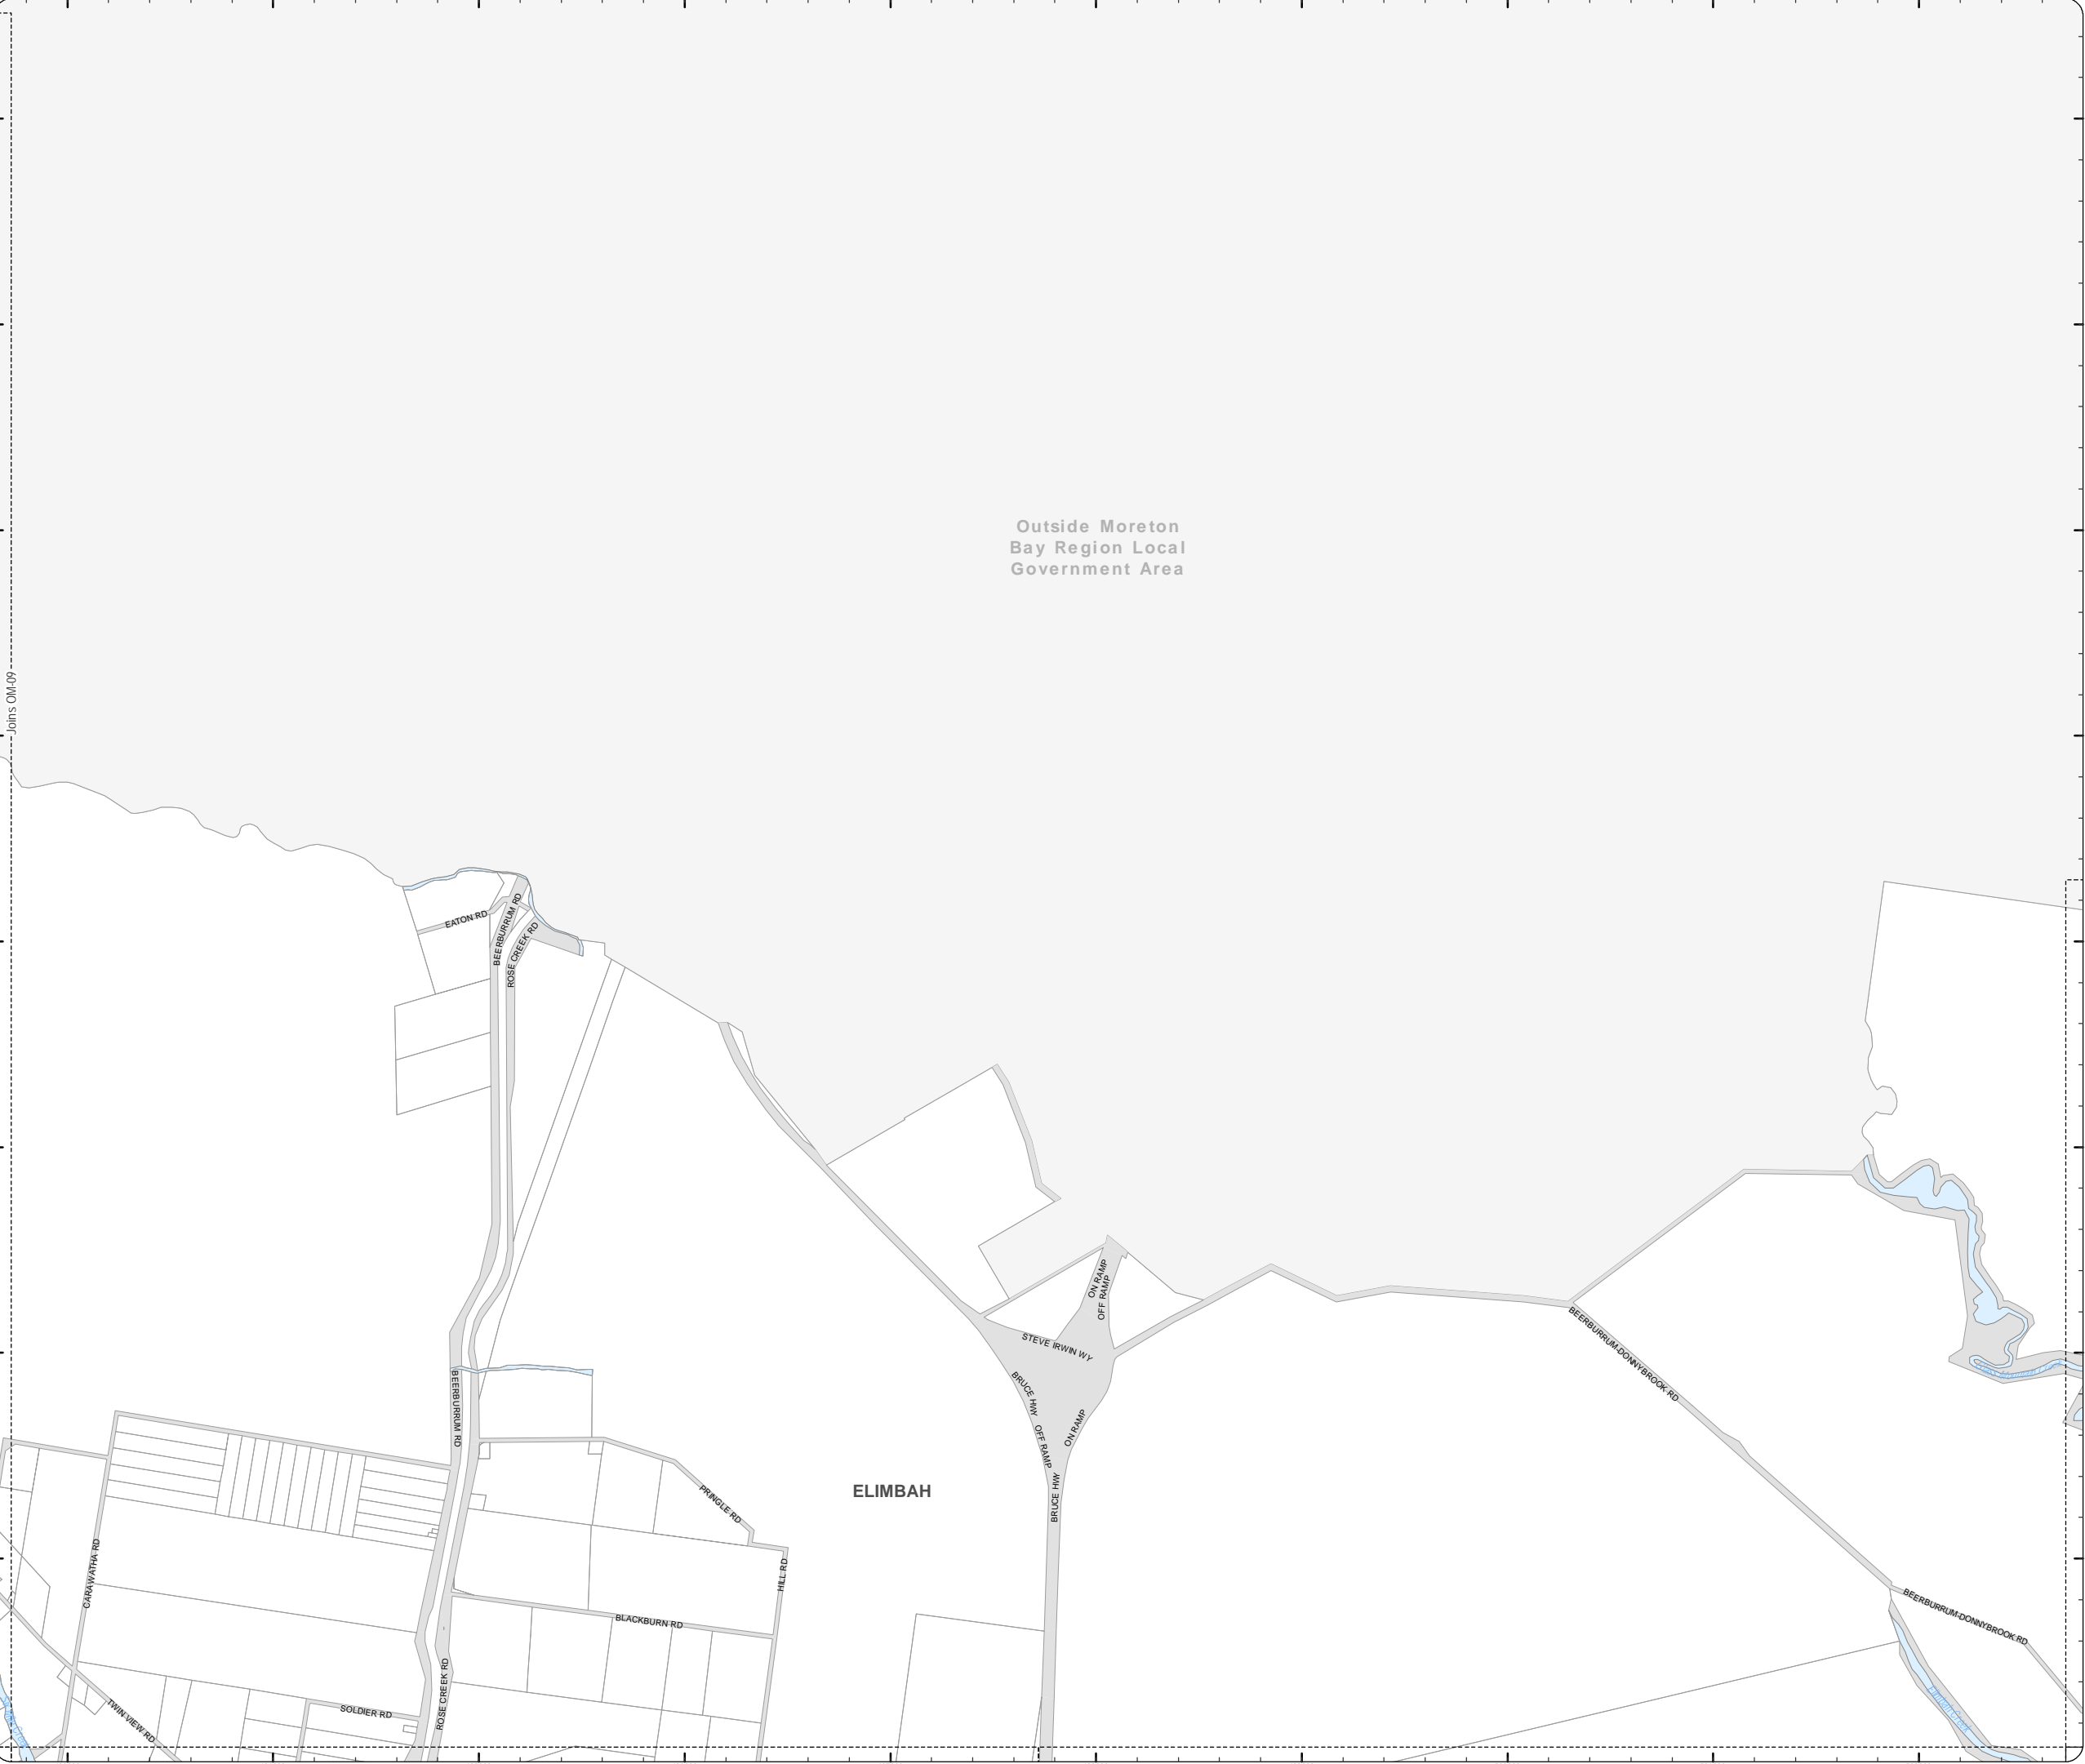 Outside Moreton
Bay Region Local
Government Area
Joins OM-09
EATON RD
BEERBURRUM RD
ROSE CREEK RD
ON RAMP
OFF RAMP
STEVE IRWIN WY
BEERBURRUM-DONNYBROOK RD
BRUCE HWY
OFF RAMP
ON RAMP
BEERBURRUM RD
BRUCE HWY
ELIMBAH
PRINGLE RD
CARAWATHA RD
HILL RD
BLACKBURN RD
BEERBURRUM-DONNYBROOK RD
ROSE CREEK RD
SOLDIER RD
TWIN VIEW RD
Elimbah Creek